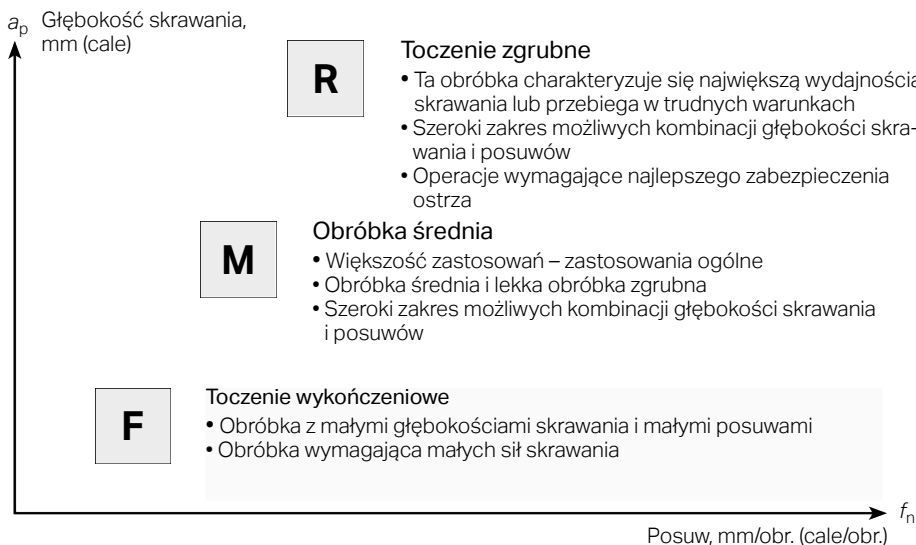 ap Głębokość skrawania,
mm (cale)
R
Toczenie zgrubne
• Ta obróbka charakteryzuje się największą wydajnością
skrawania lub przebiega w trudnych warunkach
• Szeroki zakres możliwych kombinacji głębokości skra-
wania i posuwów
• Operacje wymagające najlepszego zabezpieczenia
ostrza
M
Obróbka średnia
• Większość zastosowań – zastosowania ogólne
• Obróbka średnia i lekka obróbka zgrubna
• Szeroki zakres możliwych kombinacji głębokości skrawania
i posuwów
F
Toczenie wykończeniowe
• Obróbka z małymi głębokościami skrawania i małymi posuwami
• Obróbka wymagająca małych sił skrawania
fn
Posuw, mm/obr. (cale/obr.)